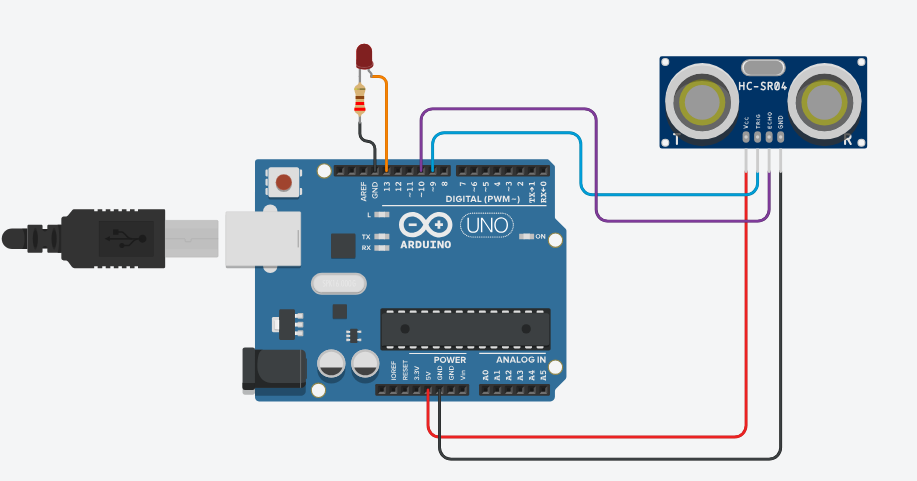 HC-SR04
VCC
TRIG
ECHO
GND
T
R
AREF
GND
13
12
~11
~10
~9
8
7
~6
~5
4
~3
2
TX→1
RX←0
DIGITAL (PWM~)
L
TX
RX
ARDUINO
UNO
ON
POWER
ANALOG IN
IOREF
RESET
3.3V
5V
GND
GND
Vin
A0
A1
A2
A3
A4
A5